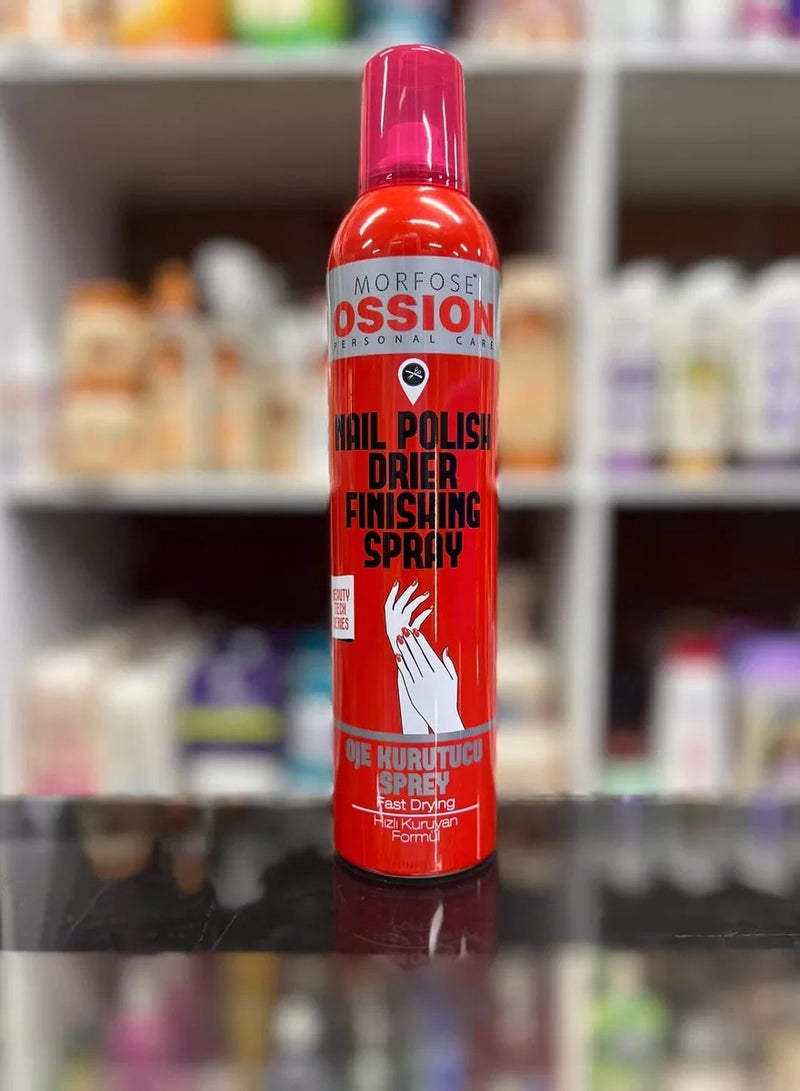 MORFOSE
OSSION
PERSONAL CARE
NAIL POLISH
DRIER
FINISHING
SPRAY
BEAUTY
TECH
SERIES
OJE KURUTUCU
SPREY
Fast Drying
Hızlı Kuruyan
Formül